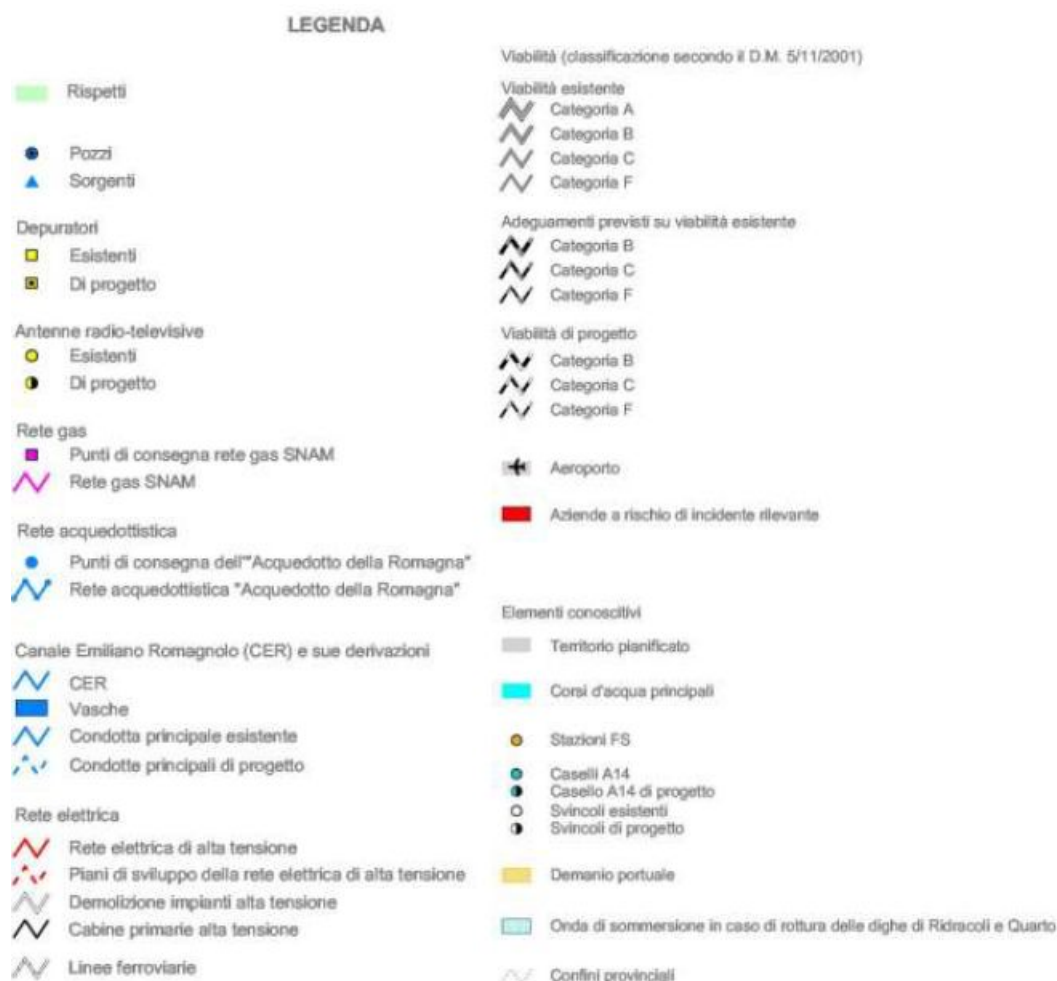 LEGENDA
Rispetti
Pozzi
Sorgenti
Depuratori
Esistenti
Di progetto
Antenne radio-televisive
Esistenti
Di progetto
Rete gas
Punti di consegna rete gas SNAM
Rete gas SNAM
Rete acquedottistica
Punti di consegna dell'"Acquedotto della Romagna"
Rete acquedottistica "Acquedotto della Romagna"
Canale Emiliano Romagnolo (CER) e sue derivazioni
CER
Vasche
Condotta principale esistente
Condotte principali di progetto
Rete elettrica
Rete elettrica di alta tensione
Piani di sviluppo della rete elettrica di alta tensione
Demolizione impianti alta tensione
Cabine primarie alta tensione
Linee ferroviarie
Viabilità (classificazione secondo il D.M. 5/11/2001)
Viabilità esistente
Categoria A
Categoria B
Categoria C
Categoria F
Adeguamenti previsti su viabilità esistente
Categoria B
Categoria C
Categoria F
Viabilità di progetto
Categoria B
Categoria C
Categoria F
Aeroporto
Aziende a rischio di incidente rilevante
Elementi conoscitivi
Territorio pianificato
Corsi d'acqua principali
Stazioni FS
Caselli A14
Casello A14 di progetto
Svincoli esistenti
Svincoli di progetto
Demanio portuale
Onda di sommersione in caso di rottura delle dighe di Ridracoli e Quarto
Confini provinciali